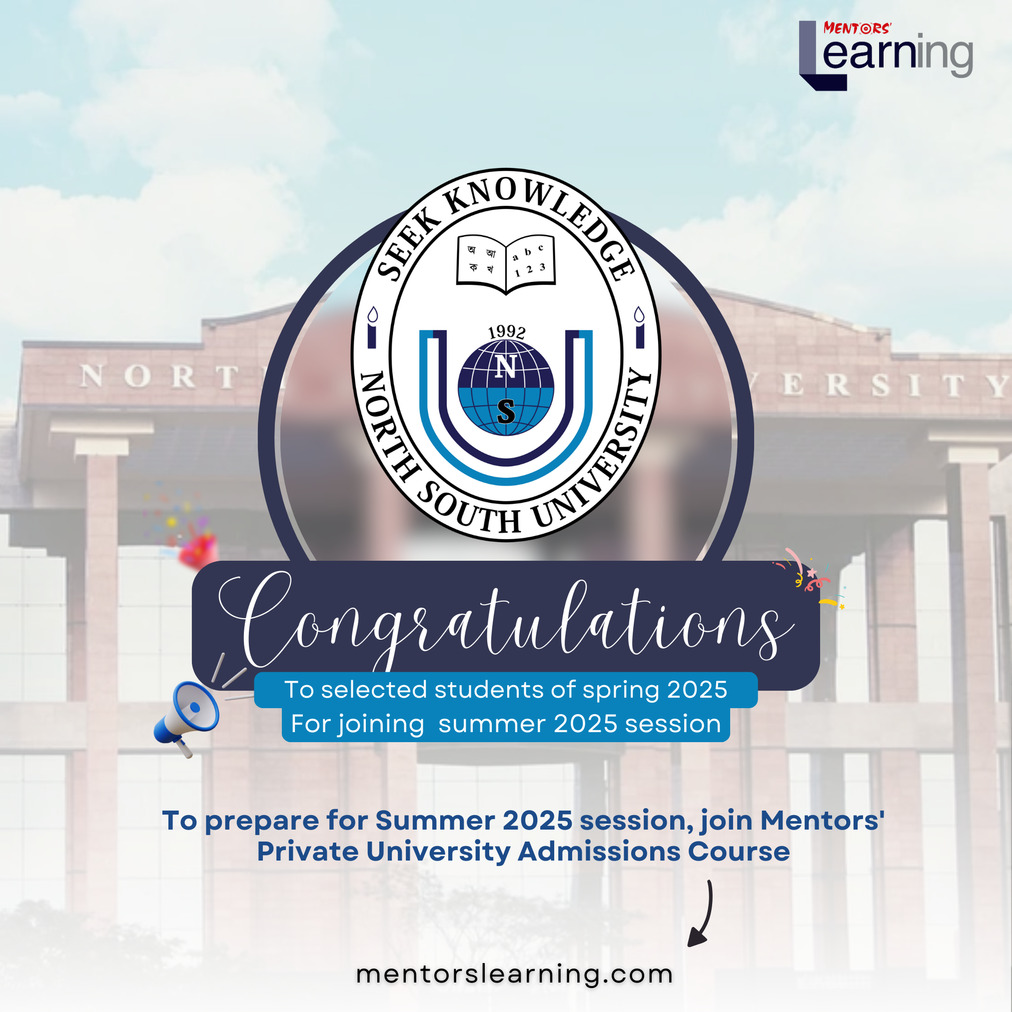 MENTORS'
Learning
SEEK KNOWLEDGE
অ আ a b c
ক খ 1 2 3
1992
N
S
NORTH SOUTH UNIVERSITY
NORT VERSITY
Congratulations
To selected students of spring 2025
For joining summer 2025 session
To prepare for Summer 2025 session, join Mentors'
Private University Admissions Course
mentorslearning.com